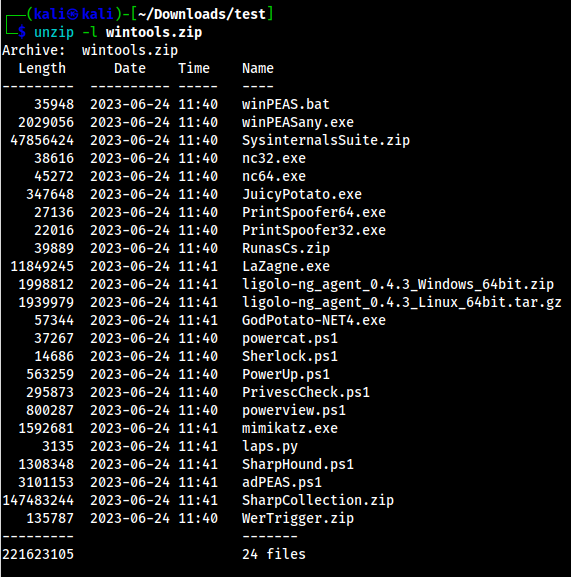 ┌──(kali㉿kali)-[~/Downloads/test]
└─$ unzip -l wintools.zip
Archive:  wintools.zip
  Length      Date    Time    Name
---------  ---------- -----   ----
    35948  2023-06-24 11:40   winPEAS.bat
  2029056  2023-06-24 11:40   winPEASany.exe
 47856424  2023-06-24 11:40   SysinternalsSuite.zip
    38616  2023-06-24 11:40   nc32.exe
    45272  2023-06-24 11:40   nc64.exe
   347648  2023-06-24 11:40   JuicyPotato.exe
    27136  2023-06-24 11:40   PrintSpoofer64.exe
    22016  2023-06-24 11:40   PrintSpoofer32.exe
    39889  2023-06-24 11:40   RunasCs.zip
 11849245  2023-06-24 11:41   LaZagne.exe
  1998812  2023-06-24 11:41   ligolo-ng_agent_0.4.3_Windows_64bit.zip
  1939979  2023-06-24 11:41   ligolo-ng_agent_0.4.3_Linux_64bit.tar.gz
    57344  2023-06-24 11:41   GodPotato-NET4.exe
    37267  2023-06-24 11:40   powercat.ps1
    14686  2023-06-24 11:40   Sherlock.ps1
   563259  2023-06-24 11:40   PowerUp.ps1
   295873  2023-06-24 11:40   PrivescCheck.ps1
   800287  2023-06-24 11:40   powerview.ps1
  1592681  2023-06-24 11:41   mimikatz.exe
     3135  2023-06-24 11:41   laps.py
  1308348  2023-06-24 11:41   SharpHound.ps1
  3101153  2023-06-24 11:41   adPEAS.ps1
147483244  2023-06-24 11:41   SharpCollection.zip
   135787  2023-06-24 11:40   WerTrigger.zip
---------                     -------
221623105                     24 files